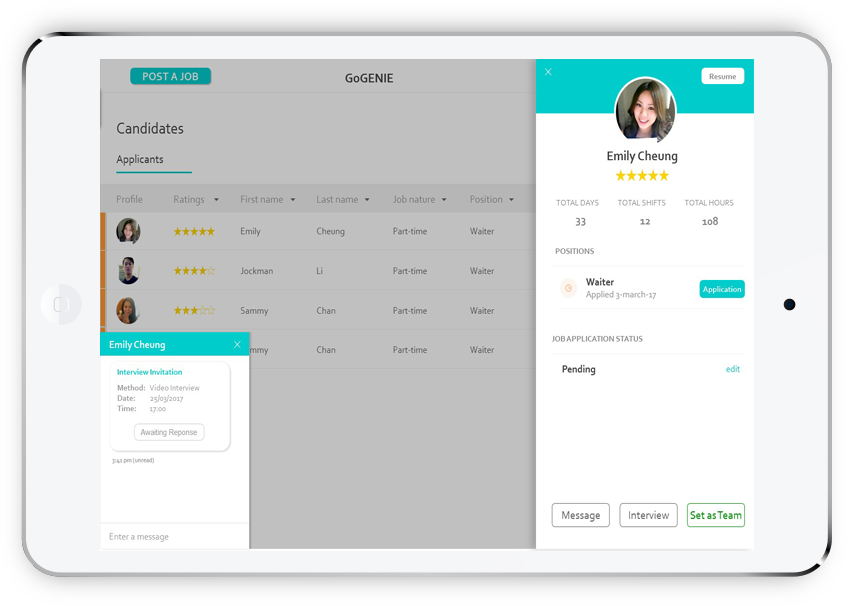 POST A JOB
GoGENIE
Candidates
Applicants
Profile Ratings First name Last name Job nature Position
Emily Cheung Part-time Waiter
Jockman Li Part-time Waiter
Sammy Chan Part-time Waiter
mmy Chan Part-time Waiter
Emily Cheung
Interview Invitation
Method: Video Interview
Date: 25/03/2017
Time: 17:00
Awaiting Reponse
3:42 pm (unread)
Enter a message
Resume
Emily Cheung
TOTAL DAYS TOTAL SHIFTS TOTAL HOURS
33 12 108
POSITIONS
Waiter
Applied 3-march-17
Application
JOB APPLICATION STATUS
Pending edit
Message Interview Set as Team